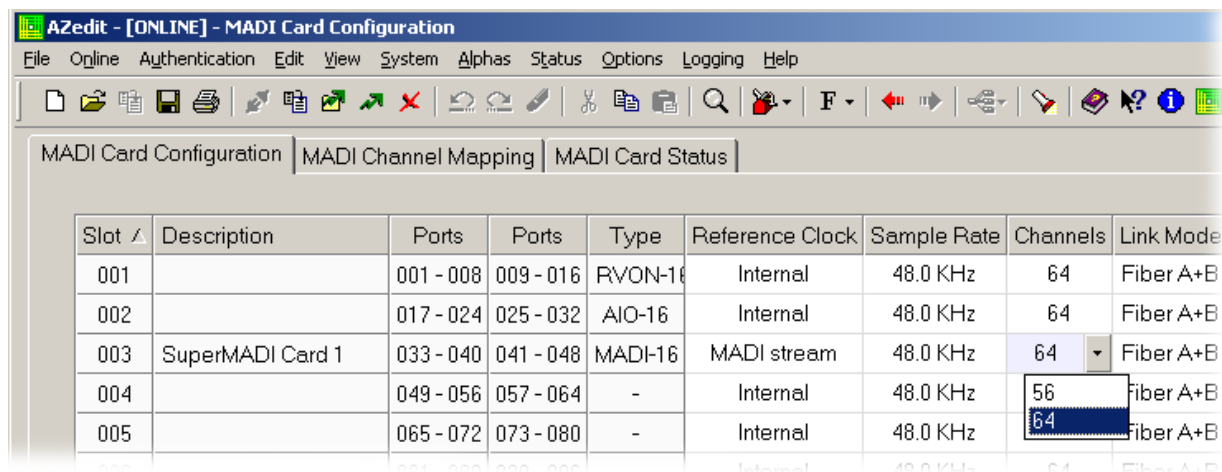 AZedit - [ONLINE] - MADI Card Configuration
File Online Authentication Edit View System Alphas Status Options Logging Help
F
MADI Card Configuration MADI Channel Mapping MADI Card Status
Slot Description Ports Ports Type Reference Clock Sample Rate Channels Link Mode
001 001 - 008 009 - 016 RVON-16 Internal 48.0 KHz 64 Fiber A+B
002 017 - 024 025 - 032 AIO-16 Internal 48.0 KHz 64 Fiber A+B
003 SuperMADI Card 1 033 - 040 041 - 048 MADI-16 MADI stream 48.0 KHz 64 Fiber A+B
004 049 - 056 057 - 064 - Internal 48.0 KHz 56 Fiber A+B
005 065 - 072 073 - 080 - Internal 48.0 KHz 64 Fiber A+B